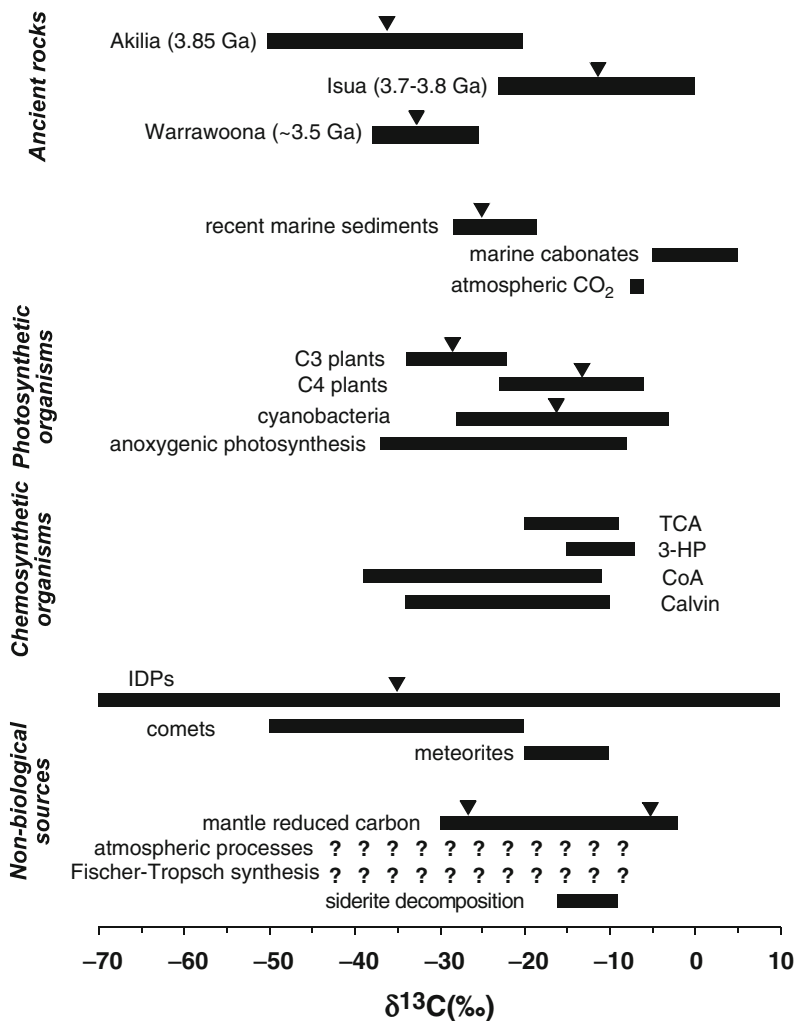 Ancient rocks
Akilia (3.85 Ga)
Isua (3.7-3.8 Ga)
Warrawoona (~3.5 Ga)
recent marine sediments
marine cabonates
atmospheric CO₂
Photosynthetic
organisms
C3 plants
C4 plants
cyanobacteria
anoxygenic photosynthesis
Chemosynthetic
organisms
TCA
3-HP
CoA
Calvin
Non-biological
sources
IDPs
comets
meteorites
mantle reduced carbon
atmospheric processes ? ? ? ? ? ? ? ? ? ? ?
Fischer-Tropsch synthesis ? ? ? ? ? ? ? ? ? ? ?
siderite decomposition
–70 –60 –50 –40 –30 –20 –10 0 10
δ¹³C(‰)